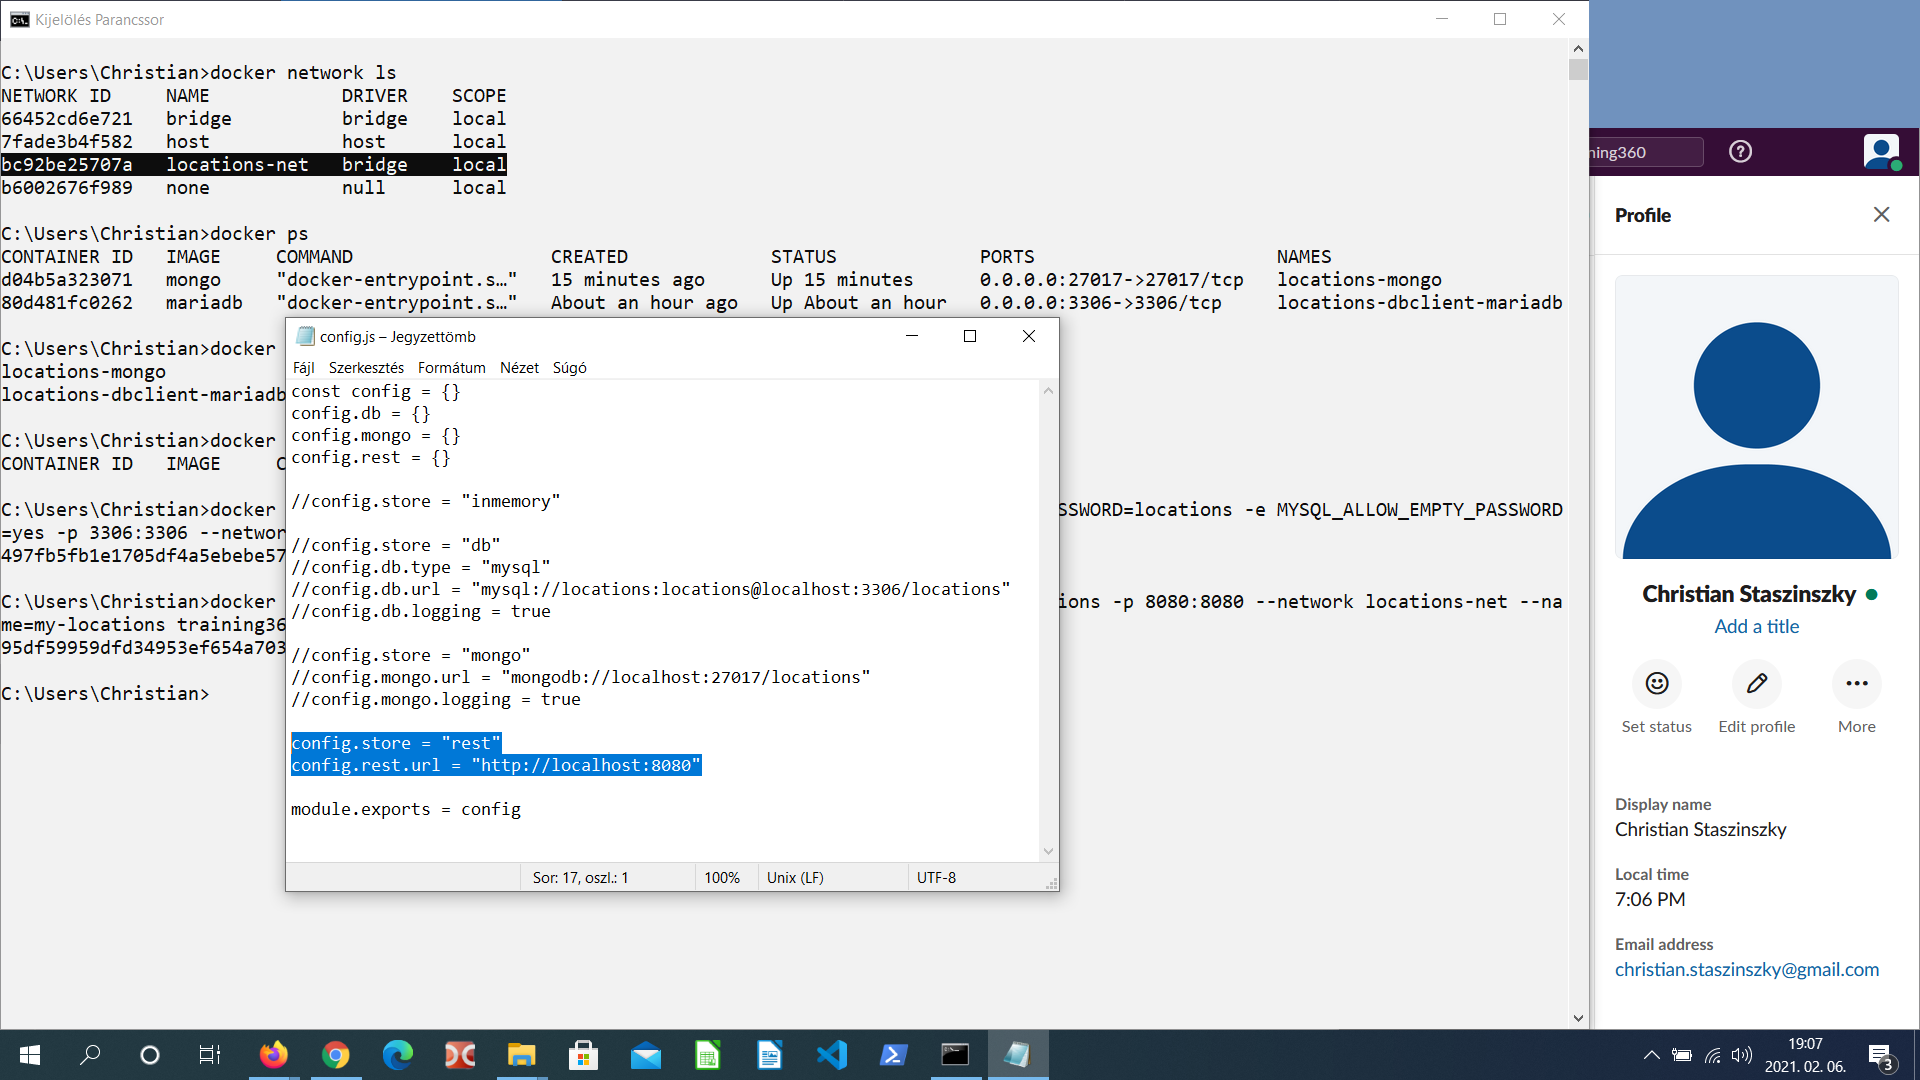 Kijelölés Parancssor
C:\Users\Christian>docker network ls
NETWORK ID NAME DRIVER SCOPE
66452cd6e721 bridge bridge local
7fade3b4f582 host host local
bc92be25707a locations-net bridge local
b6002676f989 none null local
C:\Users\Christian>docker ps
CONTAINER ID IMAGE COMMAND CREATED STATUS PORTS NAMES
d04b5a323071 mongo "docker-entrypoint.s…" 15 minutes ago Up 15 minutes 0.0.0.0:27017->27017/tcp locations-mongo
80d481fc0262 mariadb "docker-entrypoint.s…" About an hour ago Up About an hour 0.0.0.0:3306->3306/tcp locations-dbclient-mariadb
C:\Users\Christian>docker
locations-mongo
locations-dbclient-mariadb
C:\Users\Christian>docker
CONTAINER ID IMAGE
C:\Users\Christian>docker SSWORD=locations -e MYSQL_ALLOW_EMPTY_PASSWORD
=yes -p 3306:3306 --networ
497fb5fb1e1705df4a5ebebe57
C:\Users\Christian>docker ions -p 8080:8080 --network locations-net --na
me=my-locations training36
95df59959dfd34953ef654a703
C:\Users\Christian>
config.js – Jegyzettömb
Fájl Szerkesztés Formátum Nézet Súgó
const config = {}
config.db = {}
config.mongo = {}
config.rest = {}
//config.store = "inmemory"
//config.store = "db"
//config.db.type = "mysql"
//config.db.url = "mysql://locations:locations@localhost:3306/locations"
//config.db.logging = true
//config.store = "mongo"
//config.mongo.url = "mongodb://localhost:27017/locations"
//config.mongo.logging = true
config.store = "rest"
config.rest.url = "http://localhost:8080"
module.exports = config
Sor: 17, oszl.: 1 100% Unix (LF) UTF-8
ning360
Profile
Christian Staszinszky
Add a title
Set status Edit profile More
Display name
Christian Staszinszky
Local time
7:06 PM
Email address
christian.staszinszky@gmail.com
19:07
2021. 02. 06.
3